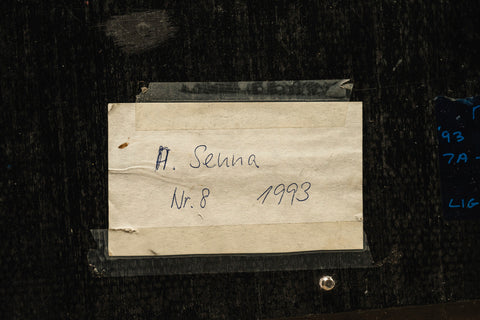 A. Senna
Nr. 8 1993
'93
7A
LIG